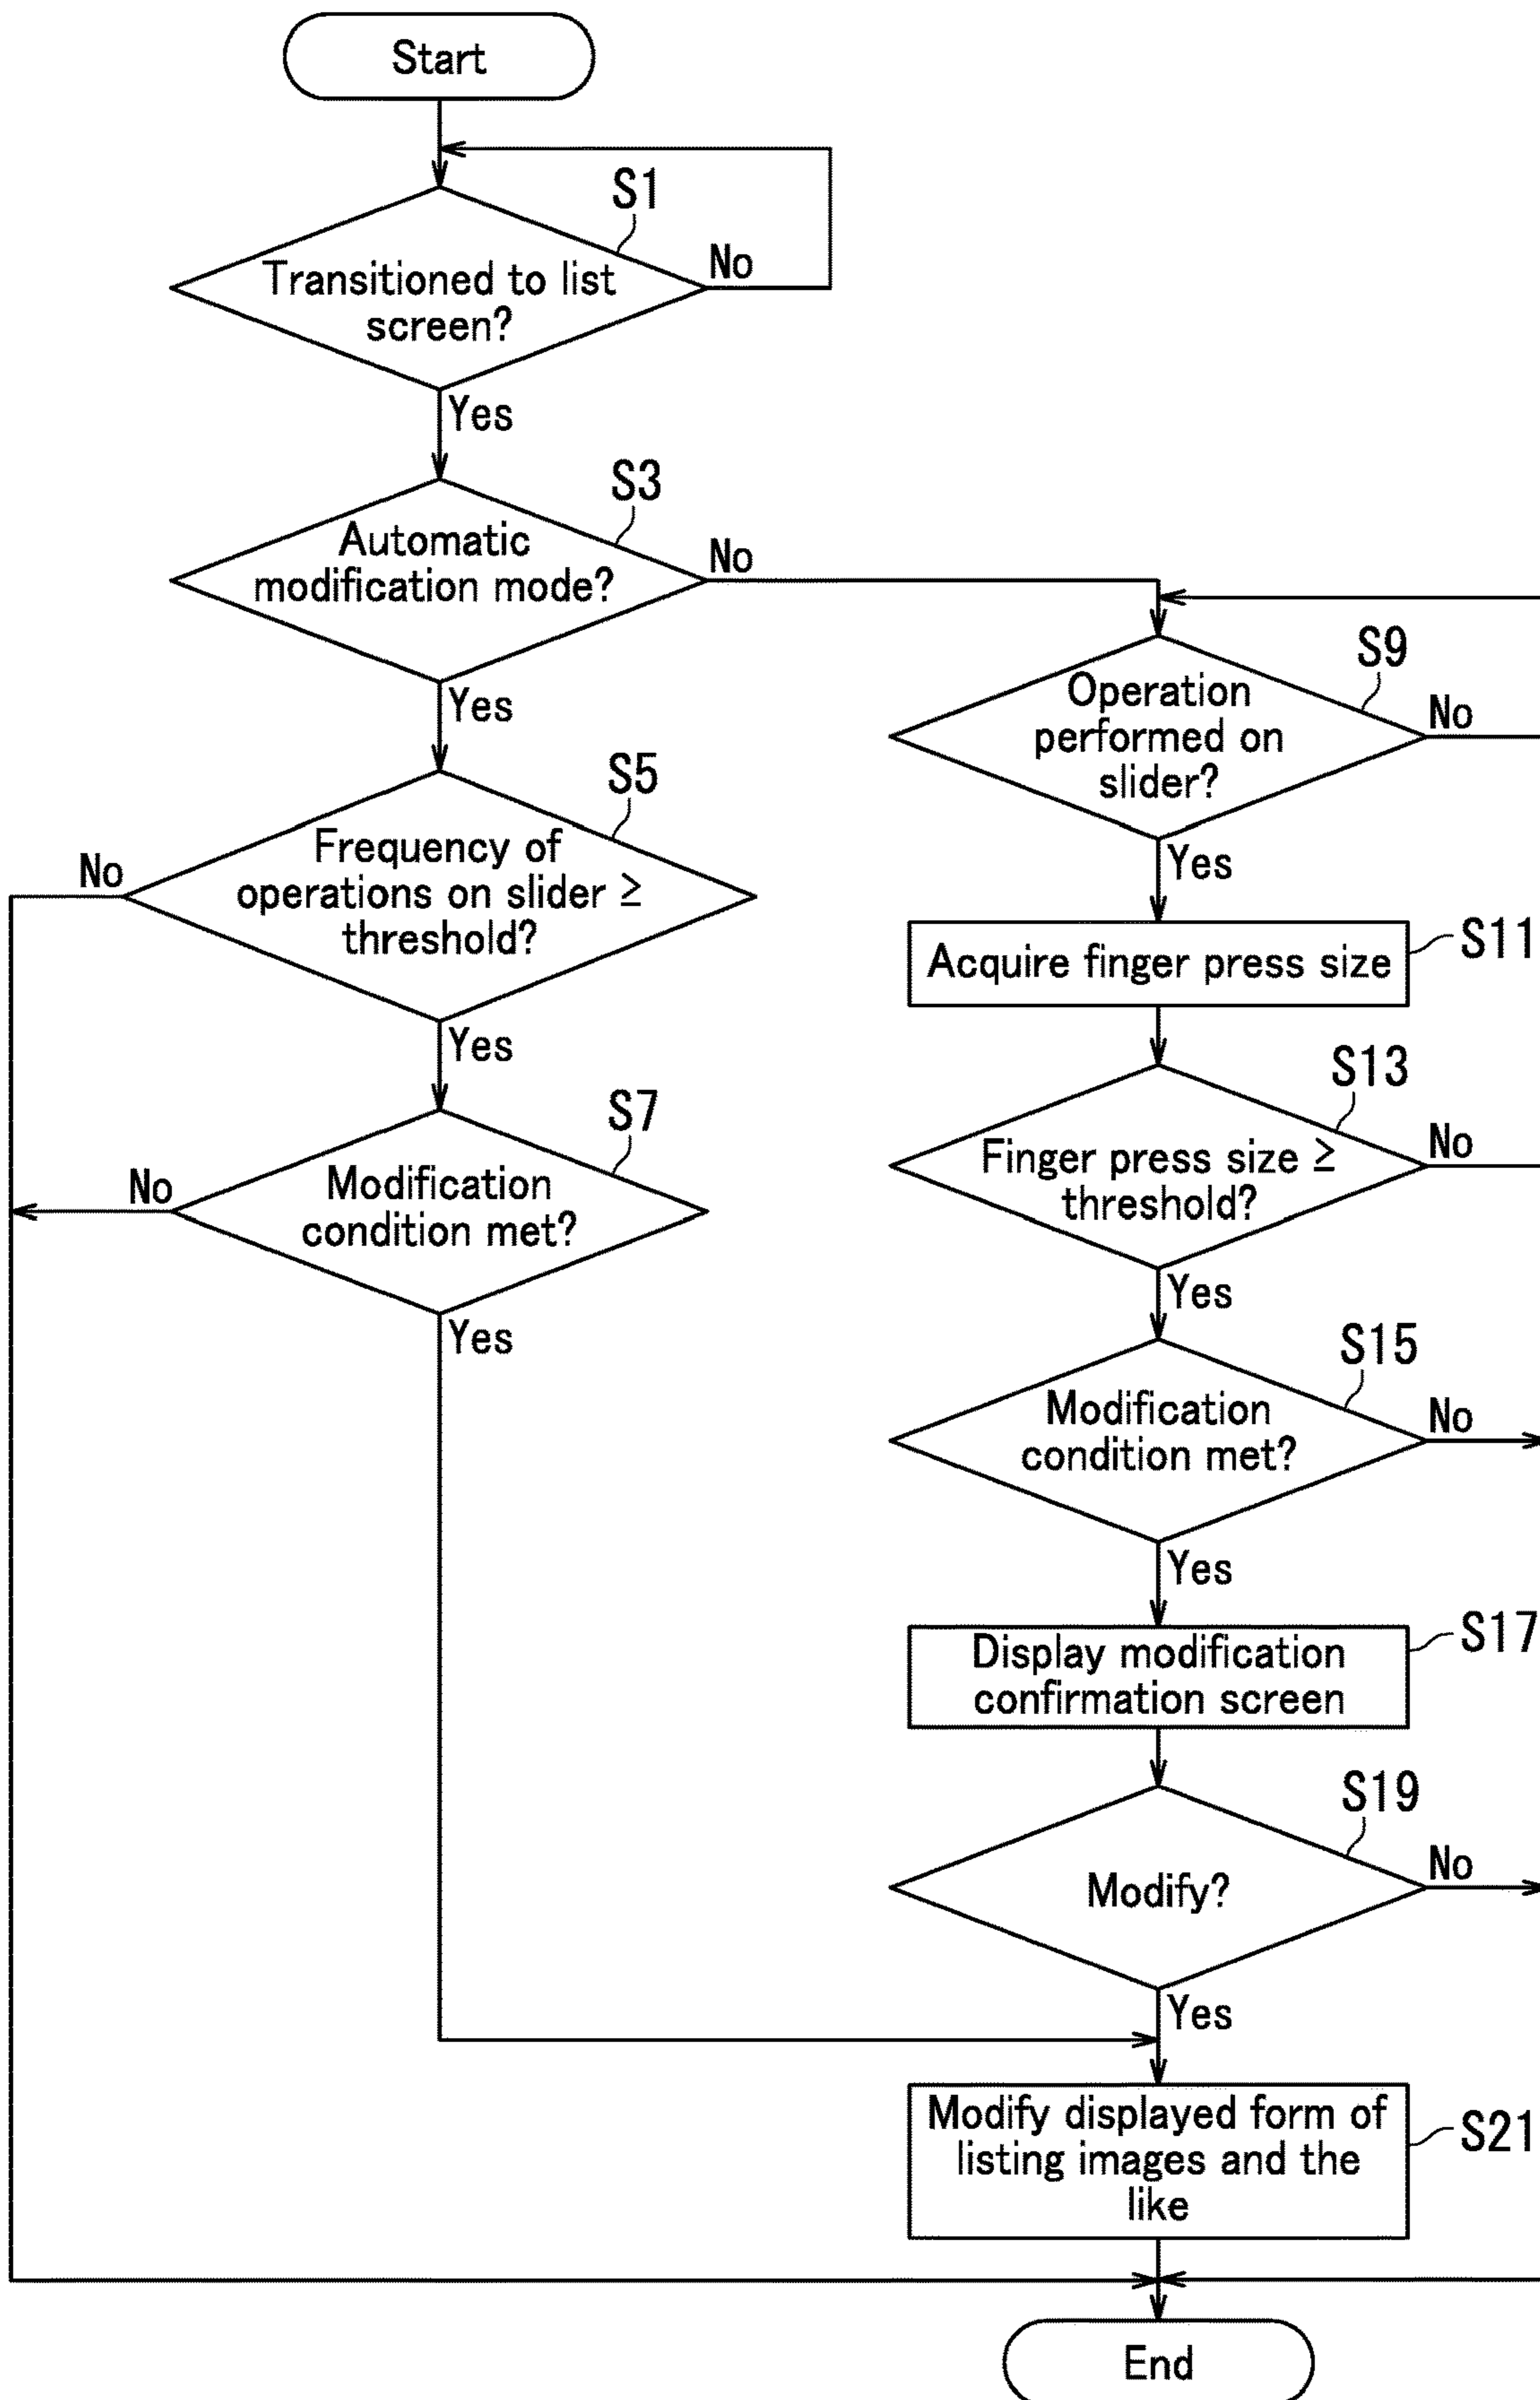 Start
S1
Transitioned to list
screen?
No
Yes
S3
Automatic
modification mode?
No
Yes
S5
Frequency of
operations on slider ≥
threshold?
No
Yes
S7
Modification
condition met?
No
Yes
S9
Operation
performed on
slider?
No
Yes
Acquire finger press size
S11
S13
Finger press size ≥
threshold?
No
Yes
S15
Modification
condition met?
No
Yes
Display modification
confirmation screen
S17
S19
Modify?
No
Yes
Modify displayed form of
listing images and the
like
S21
End